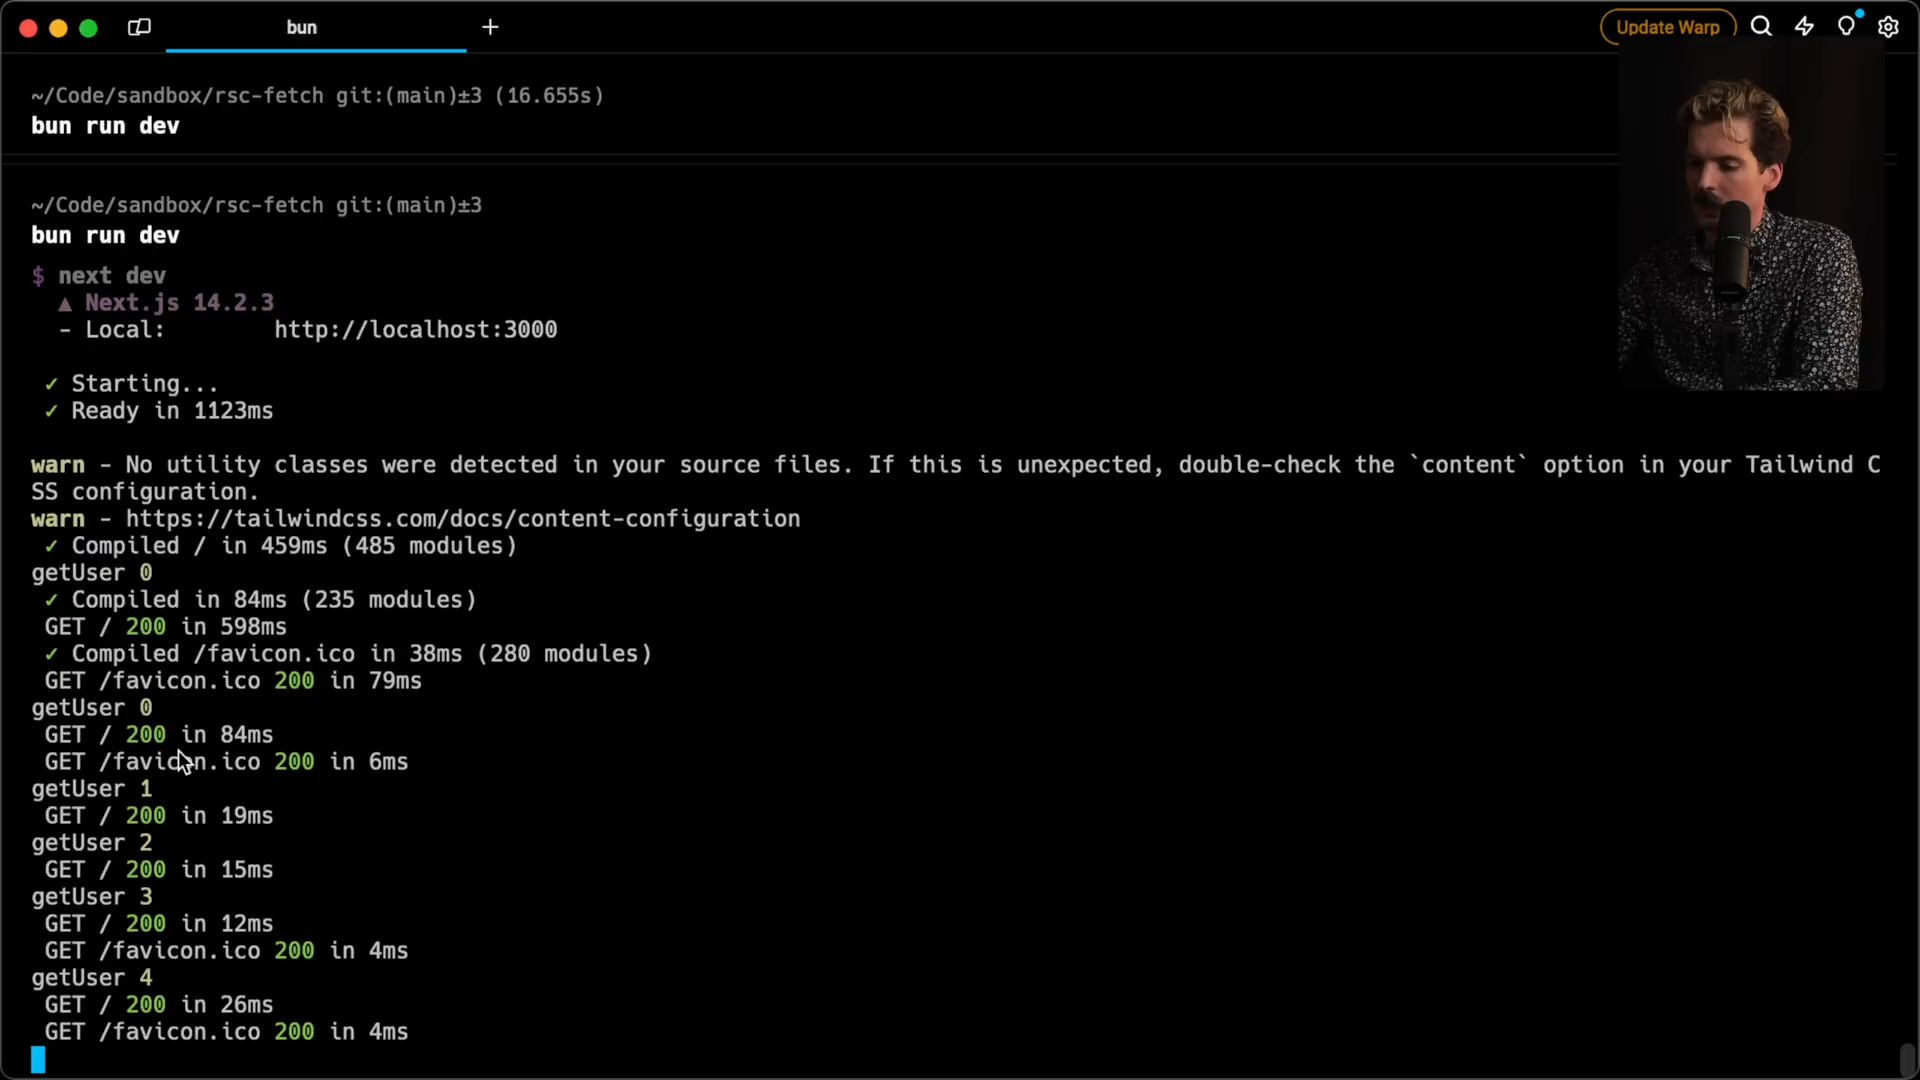 bun
Update Warp
~/Code/sandbox/rsc-fetch git:(main)±3 (16.655s)
bun run dev
~/Code/sandbox/rsc-fetch git:(main)±3
bun run dev
$ next dev
▲ Next.js 14.2.3
- Local: http://localhost:3000
✓ Starting...
✓ Ready in 1123ms
warn - No utility classes were detected in your source files. If this is unexpected, double-check the `content` option in your Tailwind C
SS configuration.
warn - https://tailwindcss.com/docs/content-configuration
✓ Compiled / in 459ms (485 modules)
getUser 0
✓ Compiled in 84ms (235 modules)
GET / 200 in 598ms
✓ Compiled /favicon.ico in 38ms (280 modules)
GET /favicon.ico 200 in 79ms
getUser 0
GET / 200 in 84ms
GET /favicon.ico 200 in 6ms
getUser 1
GET / 200 in 19ms
getUser 2
GET / 200 in 15ms
getUser 3
GET / 200 in 12ms
GET /favicon.ico 200 in 4ms
getUser 4
GET / 200 in 26ms
GET /favicon.ico 200 in 4ms